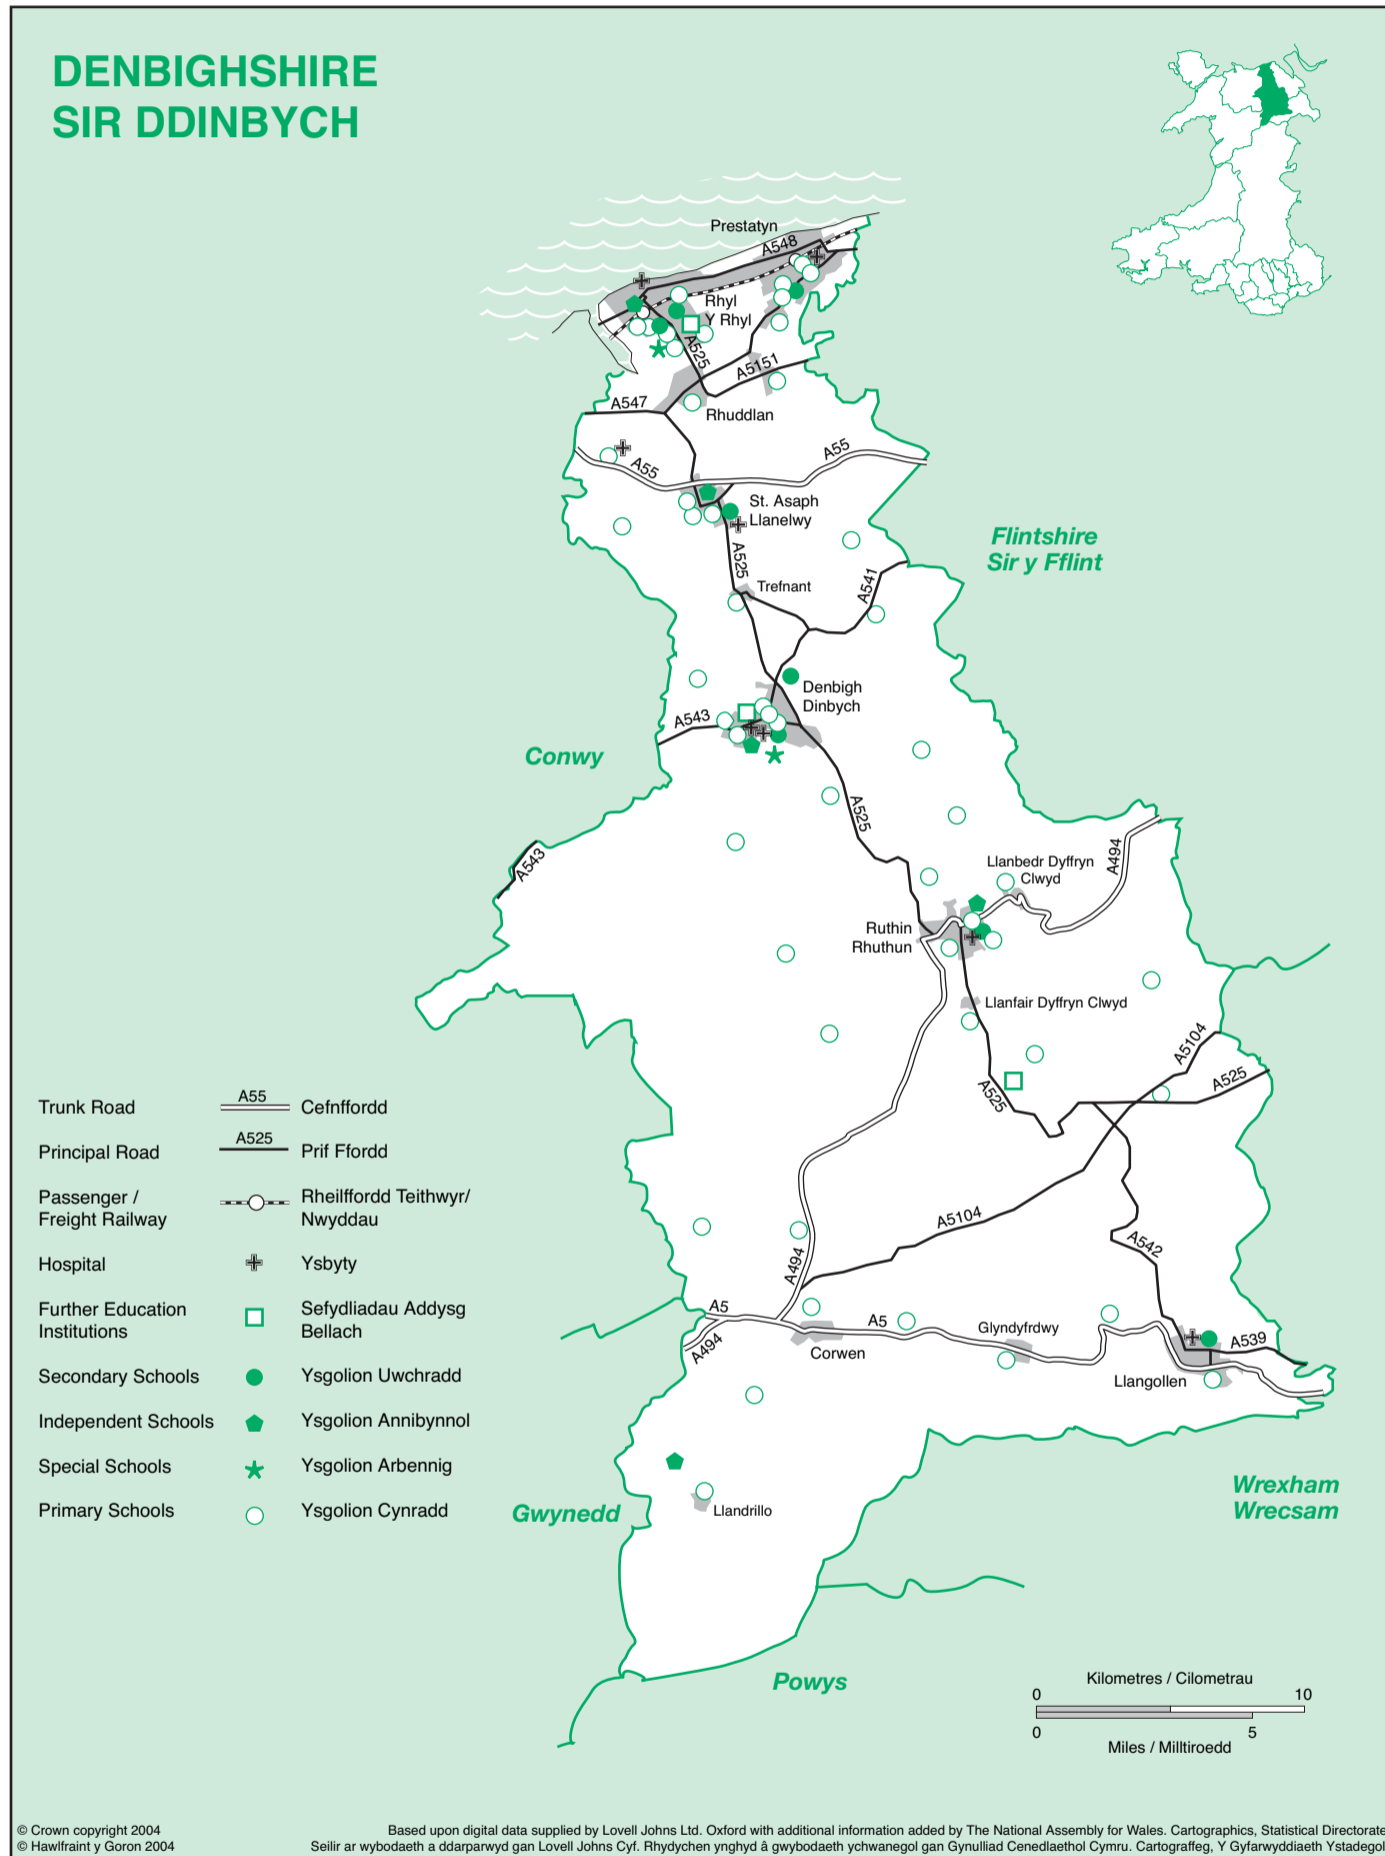 DENBIGHSHIRE
SIR DDINBYCH
Prestatyn
A548
Rhyl
Y Rhyl
A525
A5151
A547
Rhuddlan
A55
A55
St. Asaph
Llanelwy
Flintshire
Sir y Fflint
A525
Trefnant
A541
Denbigh
Dinbych
A543
Conwy
A525
A543
Llanbedr Dyffryn
Clwyd
A494
Ruthin
Rhuthun
Llanfair Dyffryn Clwyd
A5104
A525
A525
A5104
A542
A494
A5
A494
A5
Glyndyfrdwy
Corwen
A539
Llangollen
Llandrillo
Gwynedd
Wrexham
Wrecsam
Powys
Trunk Road
A55
Cefnffordd
Principal Road
A525
Prif Ffordd
Passenger /
Freight Railway
Rheilffordd Teithwyr/
Nwyddau
Hospital
Ysbyty
Further Education
Institutions
Sefydliadau Addysg
Bellach
Secondary Schools
Ysgolion Uwchradd
Independent Schools
Ysgolion Annibynnol
Special Schools
Ysgolion Arbennig
Primary Schools
Ysgolion Cynradd
Kilometres / Cilometrau
0 10
0 5
Miles / Milltiroedd
© Crown copyright 2004
© Hawlfraint y Goron 2004
Based upon digital data supplied by Lovell Johns Ltd. Oxford with additional information added by The National Assembly for Wales. Cartographics, Statistical Directorate
Seilir ar wybodaeth a ddarparwyd gan Lovell Johns Cyf. Rhydychen ynghyd â gwybodaeth ychwanegol gan Gynulliad Cenedlaethol Cymru. Cartograffeg, Y Gyfarwyddiaeth Ystadegol